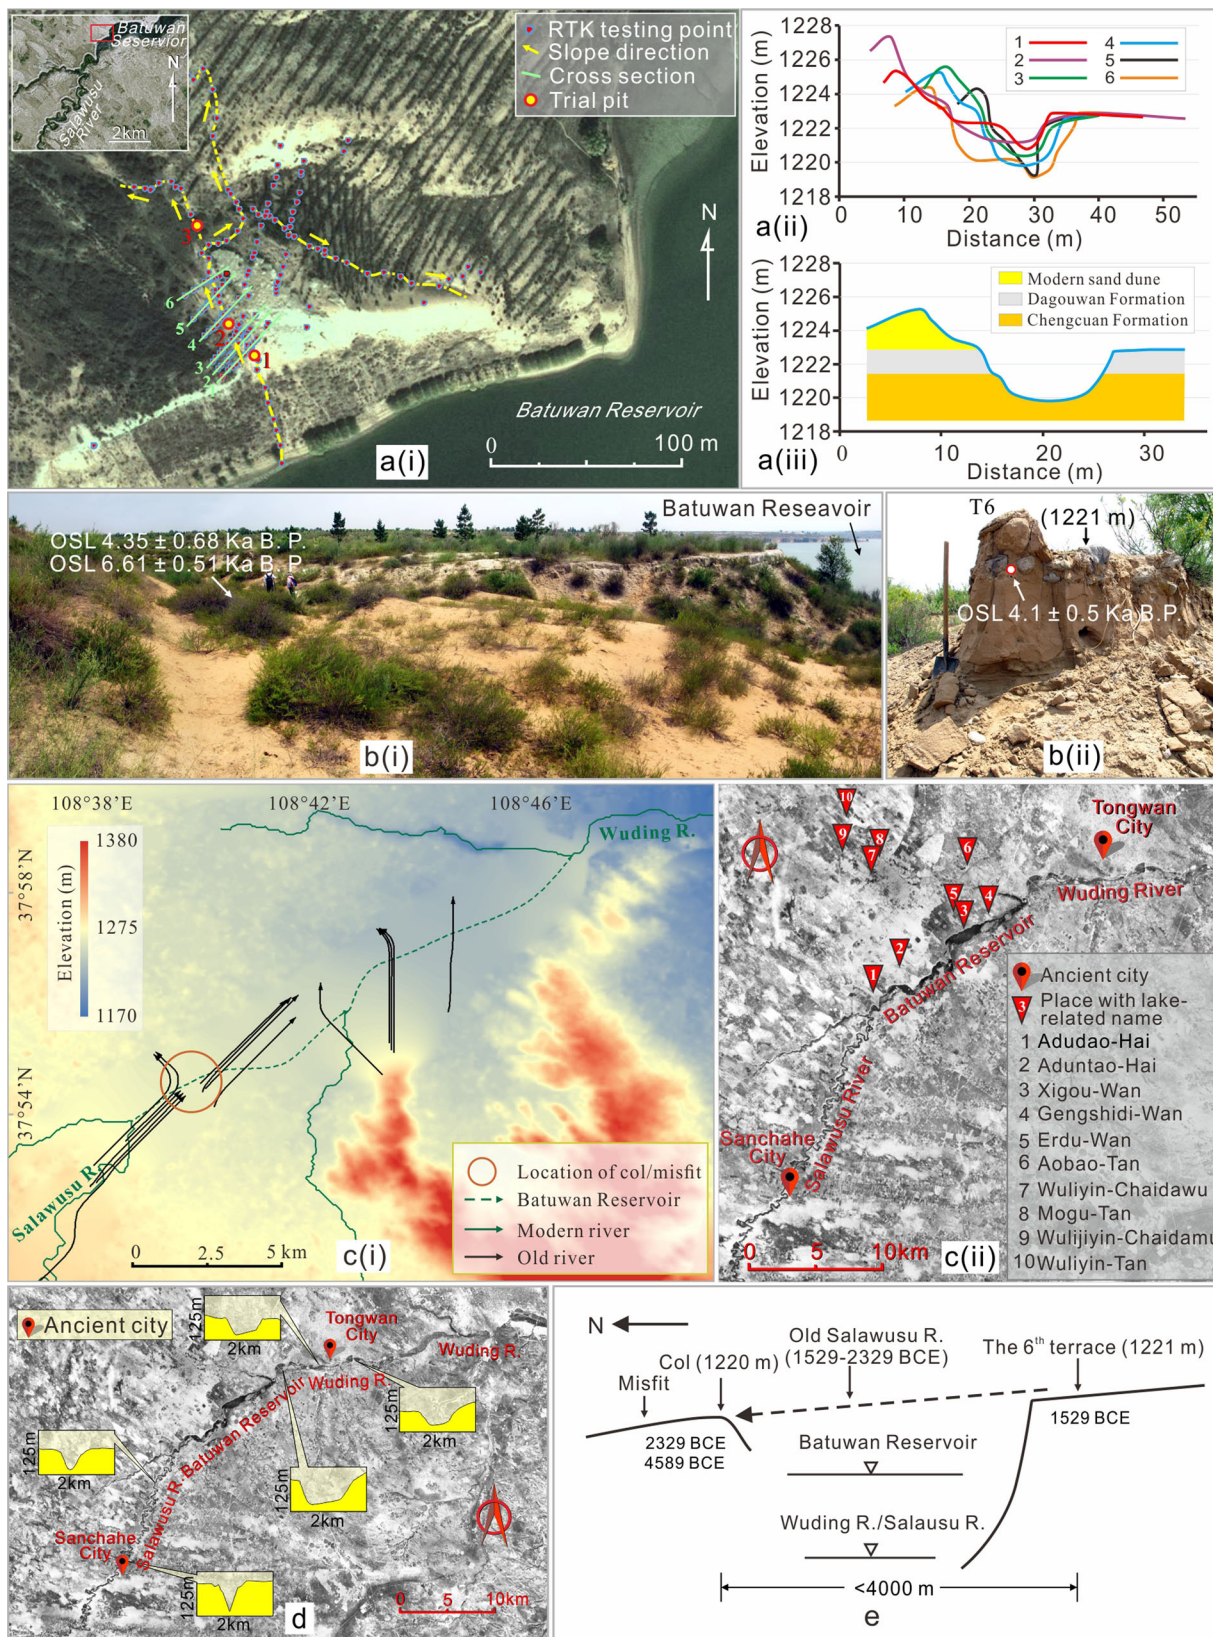 Batuwan
Seservior
N
Salawusu
River
2km
RTK testing point
Slope direction
Cross section
Trial pit
3
6
5
2
4
1
3
2
N
Batuwan Reservoir
0 100 m
a(i)
Elevation (m)
1228
1226
1224
1222
1220
1218
1 4
2 5
3 6
0 10 20 30 40 50
Distance (m)
a(ii)
Elevation (m)
1228
1226
1224
1222
1220
1218
Modern sand dune
Dagouwan Formation
Chengcuan Formation
0 10 20 30
Distance (m)
a(iii)
Batuwan Reseavoir
OSL 4.35 ± 0.68 Ka B. P.
OSL 6.61 ± 0.51 Ka B. P.
b(i)
T6
(1221 m)
OSL 4.1 ± 0.5 Ka B.P.
b(ii)
108°38'E 108°42'E 108°46'E
37°58'N
37°54'N
Elevation (m)
1380
1275
1170
Wuding R.
Salawusu R.
Location of col/misfit
Batuwan Reservoir
Modern river
Old river
0 2.5 5 km
c(i)
10
9
8
7
6
5
3
4
2
1
Tongwan
City
Wuding River
Batuwan Reservoir
Salawusu River
Sanchahe
City
Ancient city
3 Place with lake-
related name
1 Adudao-Hai
2 Aduntao-Hai
3 Xigou-Wan
4 Gengshidi-Wan
5 Erdu-Wan
6 Aobao-Tan
7 Wuliyin-Chaidawu
8 Mogu-Tan
9 Wulijiyin-Chaidamu
10 Wuliyin-Tan
0 5 10km
c(ii)
Ancient city
125m
2km
Tongwan
City
Wuding R.
Wuding R.
125m
2km
125m
2km
125m
2km
Salawusu R. Batuwan Reservoir
Sanchahe
City
125m
2km
0 5 10km
d
N
Old Salawusu R.
(1529-2329 BCE)
The 6th terrace (1221 m)
Col (1220 m)
Misfit
1529 BCE
2329 BCE
4589 BCE
Batuwan Reservoir
Wuding R./Salausu R.
<4000 m
e